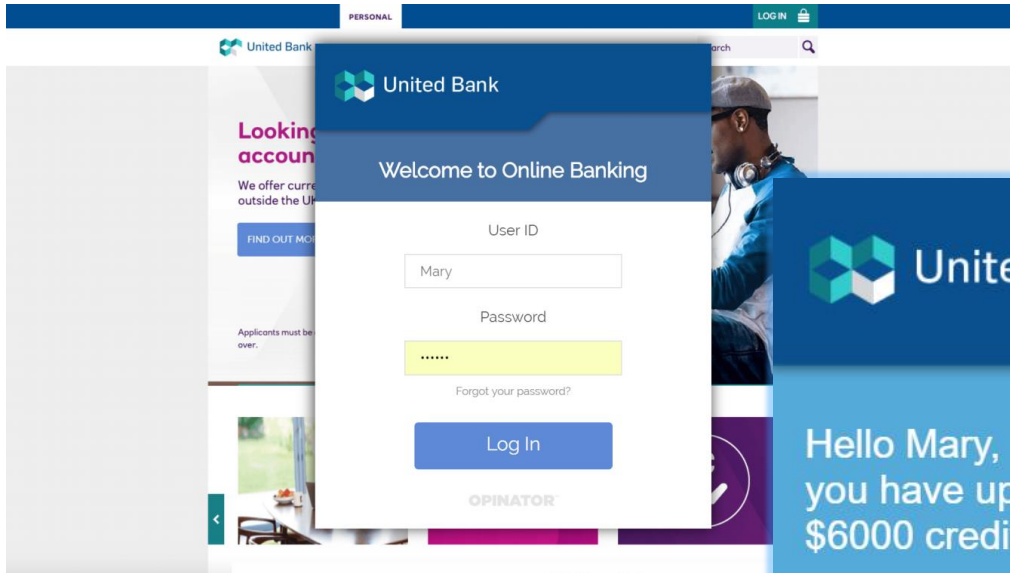 PERSONAL
LOG IN
United Bank
arch
United Bank
Welcome to Online Banking
User ID
Mary
Password
••••••
Forgot your password?
Log In
OPINATOR
Looking
accoun
We offer curre
outside the UK
FIND OUT MOR
Applicants must be
over.
Unite
Hello Mary,
you have up
$6000 credi